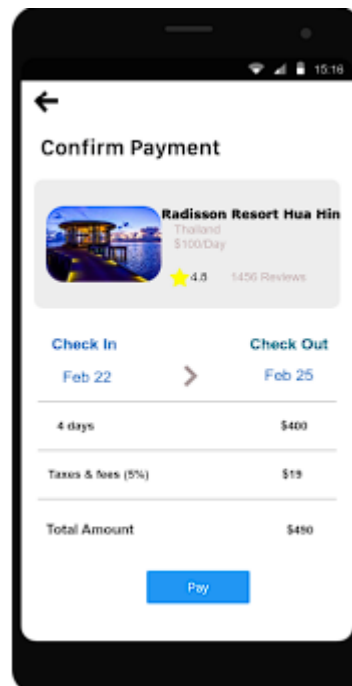 15:16
Confirm Payment
Radisson Resort Hua Hin
Thailand
$100/Day
4.8 1456 Reviews
Check In Check Out
Feb 22 Feb 25
4 days $400
Taxes & fees (5%) $19
Total Amount $490
Pay